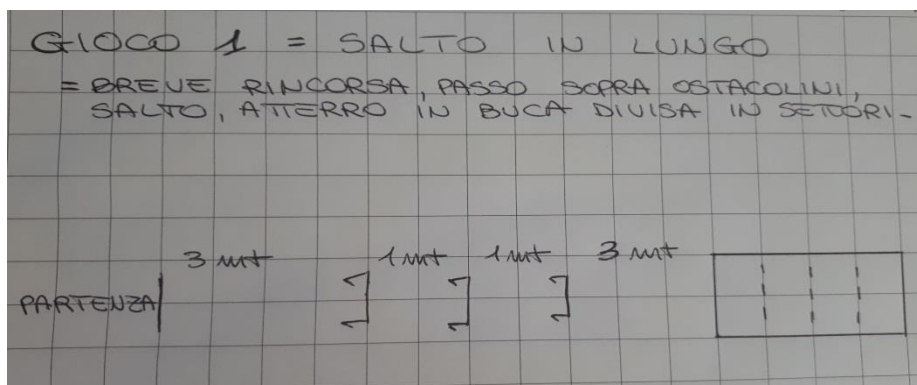 GIOCO 1 = SALTO IN LUNGO
= BREVE RINCORSA, PASSO SOPRA OSTACOLINI,
SALTO, ATTERRO IN BUCA DIVISA IN SETTORI-
3 mt 1 mt 1 mt 3 mt
PARTENZA